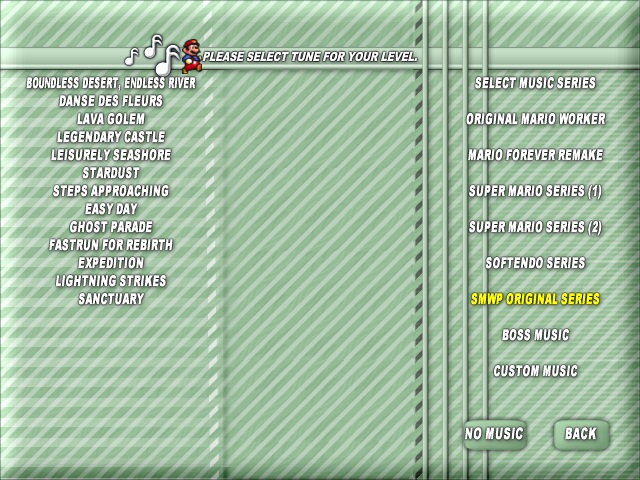 PLEASE SELECT TUNE FOR YOUR LEVEL.
BOUNDLESS DESERT, ENDLESS RIVER
DANSE DES FLEURS
LAVA GOLEM
LEGENDARY CASTLE
LEISURELY SEASHORE
STARDUST
STEPS APPROACHING
EASY DAY
GHOST PARADE
FASTRUN FOR REBIRTH
EXPEDITION
LIGHTNING STRIKES
SANCTUARY
SELECT MUSIC SERIES
ORIGINAL MARIO WORKER
MARIO FOREVER REMAKE
SUPER MARIO SERIES (1)
SUPER MARIO SERIES (2)
SOFTENDO SERIES
SMWP ORIGINAL SERIES
BOSS MUSIC
CUSTOM MUSIC
NO MUSIC
BACK